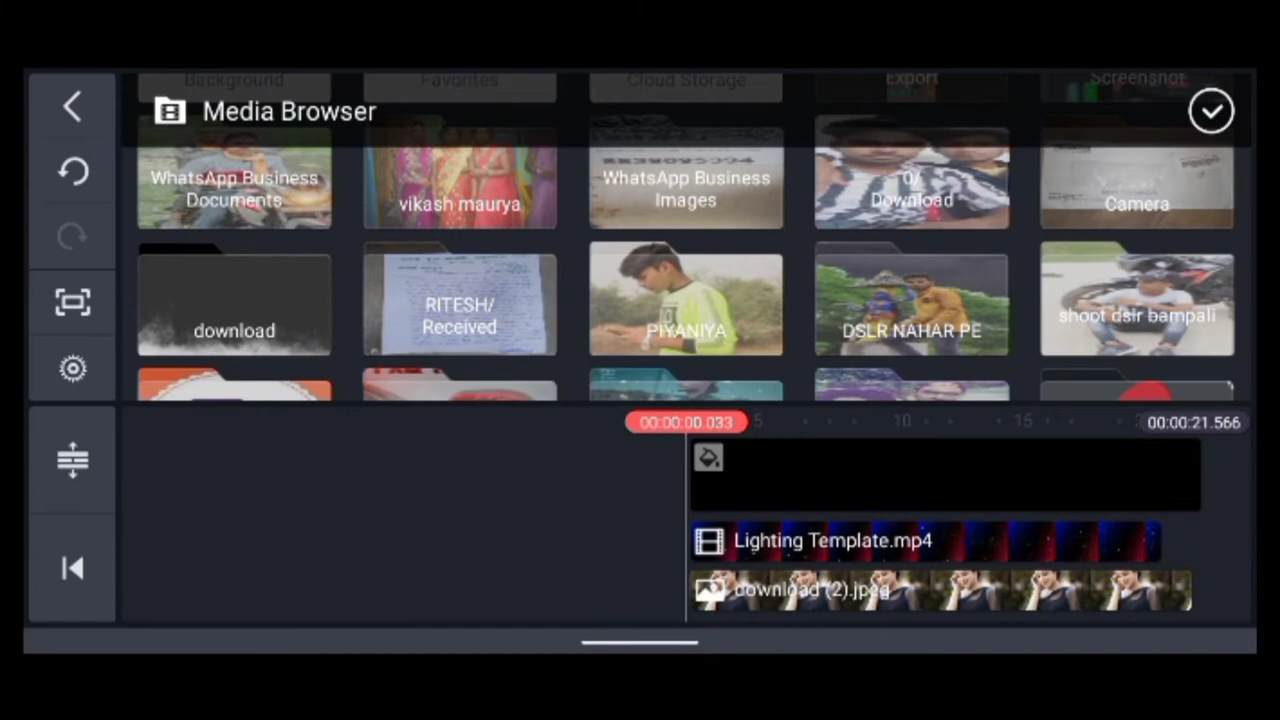 Background
Favorites
Cloud Storage
Export
Screenshot
Media Browser
WhatsApp Business
Documents
vikash maurya
WhatsApp Business
Images
0/
Download
Camera
download
RITESH/
Received
PIYANIYA
DSLR NAHAR PE
shoot dslr bampali
00:00:00.033
5
10
15
00:00:21.566
Lighting Template.mp4
download (2).jpeg